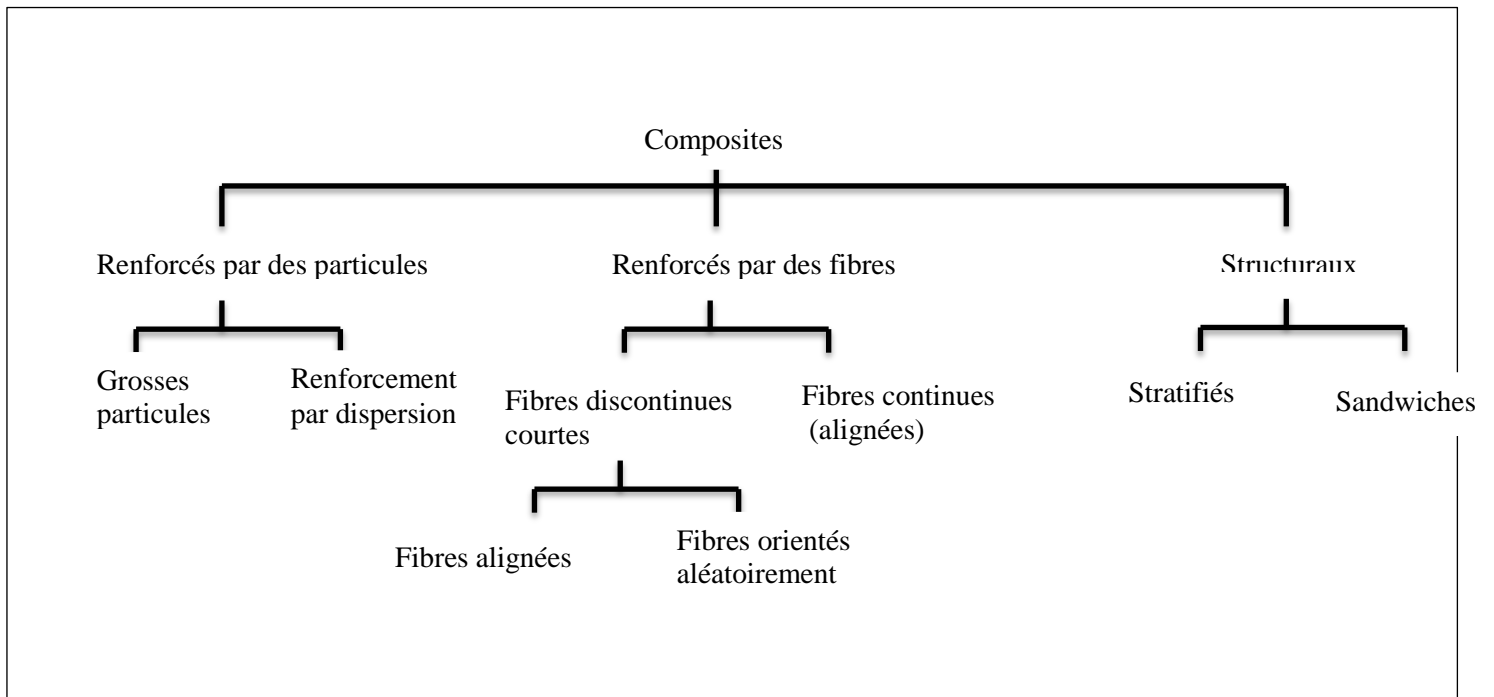 Composites
Renforcés par des particules
Renforcés par des fibres
Structuraux
Grosses
particules
Renforcement
par dispersion
Fibres discontinues
courtes
Fibres continues
(alignées)
Stratifiés
Sandwiches
Fibres alignées
Fibres orientés
aléatoirement